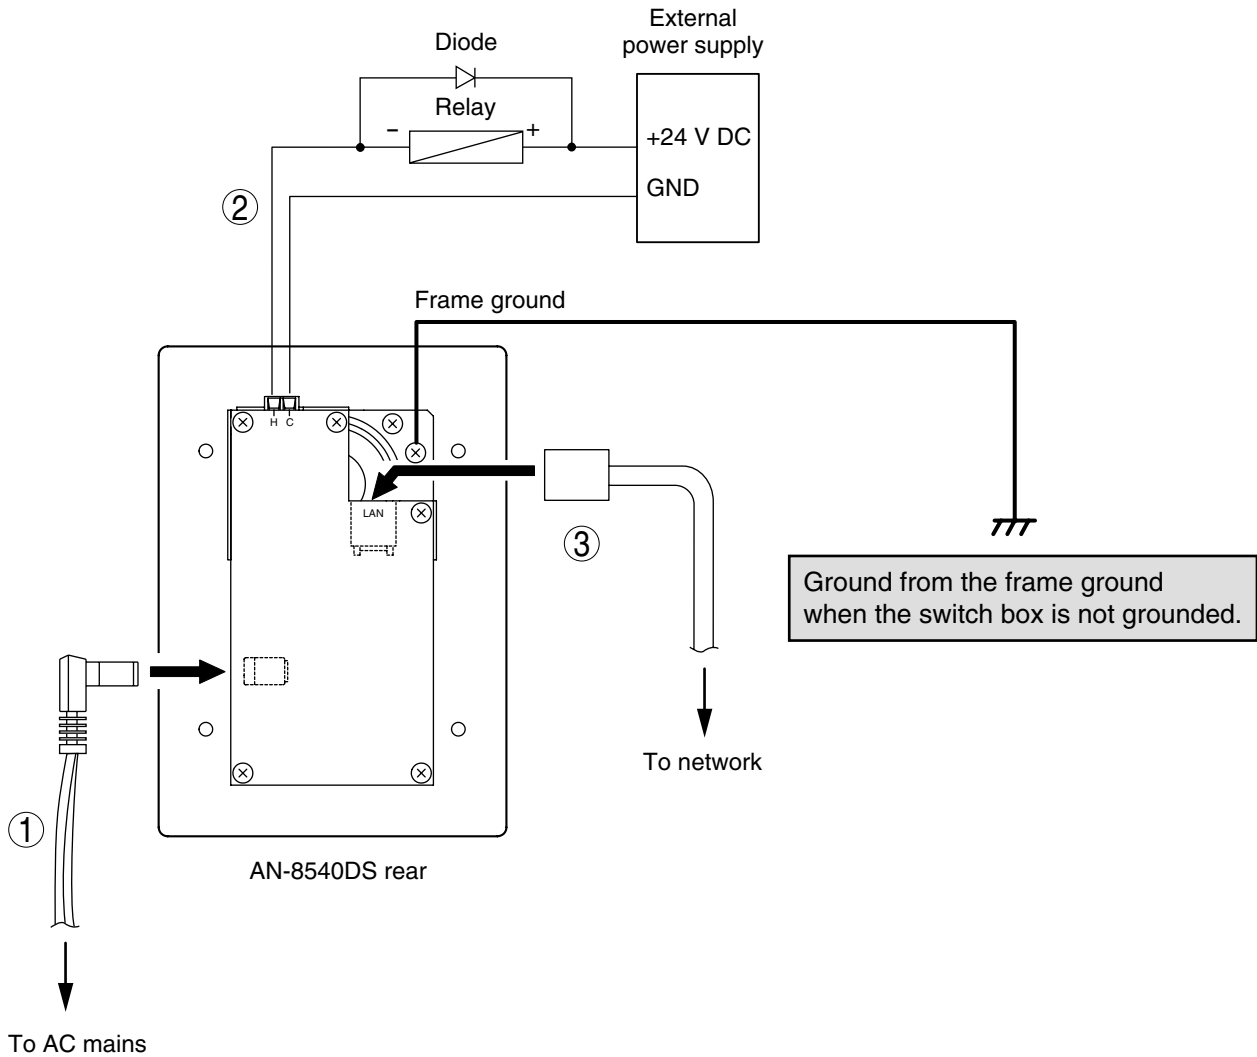 External
power supply
Diode
Relay
−
+
+24 V DC
GND
②
Frame ground
H C
LAN
③
Ground from the frame ground
when the switch box is not grounded.
To network
①
AN-8540DS rear
To AC mains